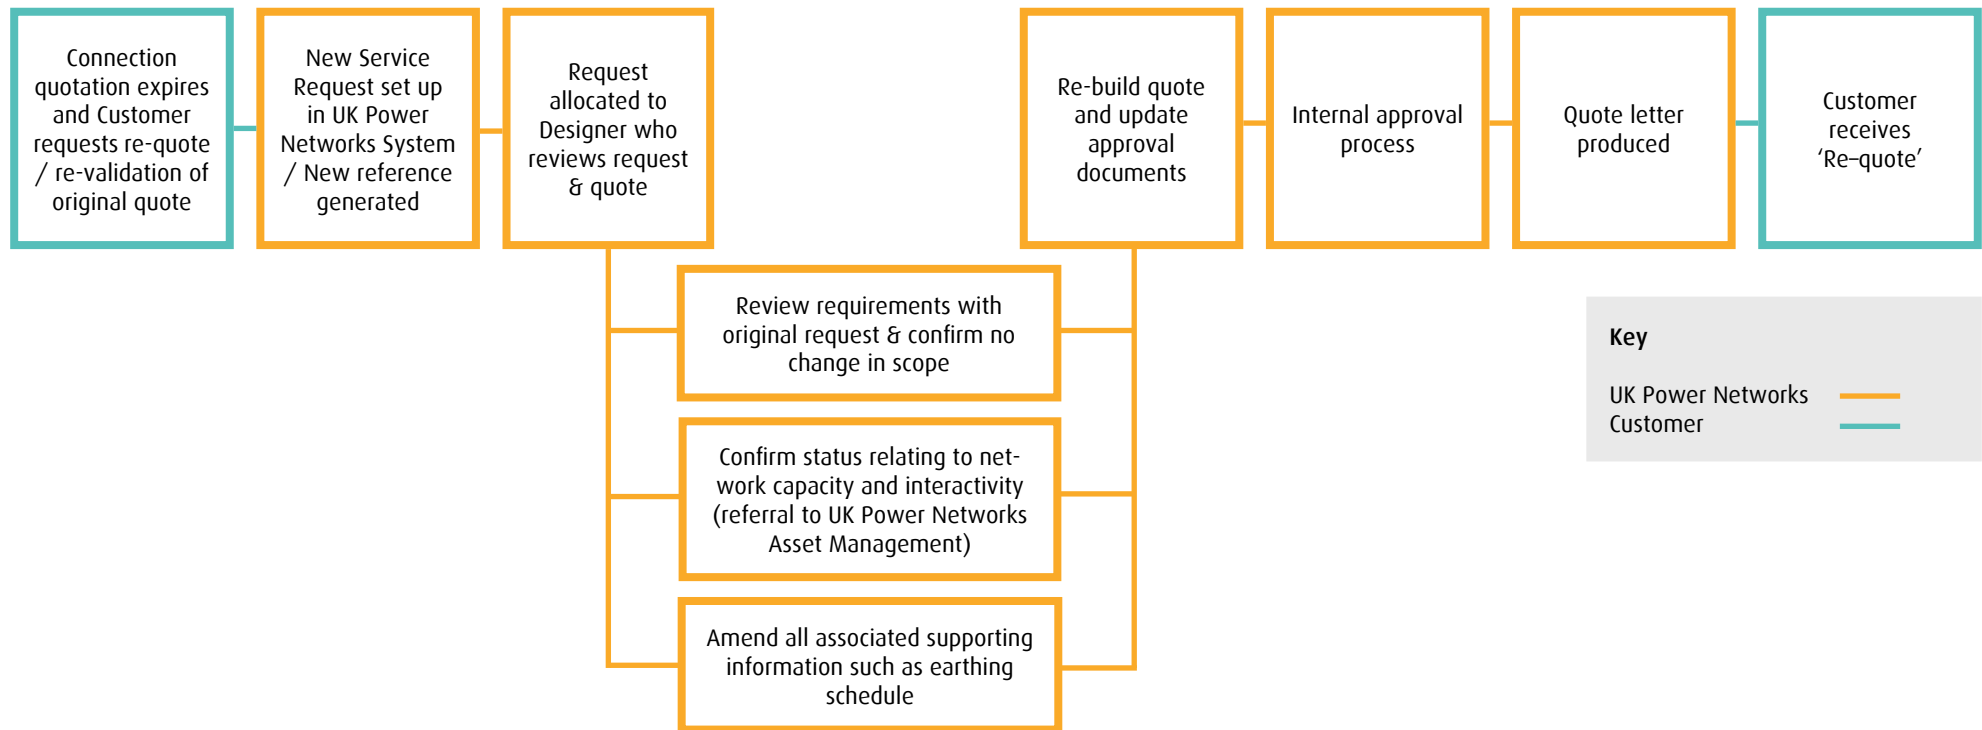 Connection
quotation expires
and Customer
requests re-quote
/ re-validation of
original quote
New Service
Request set up
in UK Power
Networks System
/ New reference
generated
Request
allocated to
Designer who
reviews request
& quote
Review requirements with
original request & confirm no
change in scope
Confirm status relating to net-
work capacity and interactivity
(referral to UK Power Networks
Asset Management)
Amend all associated supporting
information such as earthing
schedule
Re-build quote
and update
approval
documents
Internal approval
process
Quote letter
produced
Customer
receives
‘Re–quote’
Key
UK Power Networks
Customer